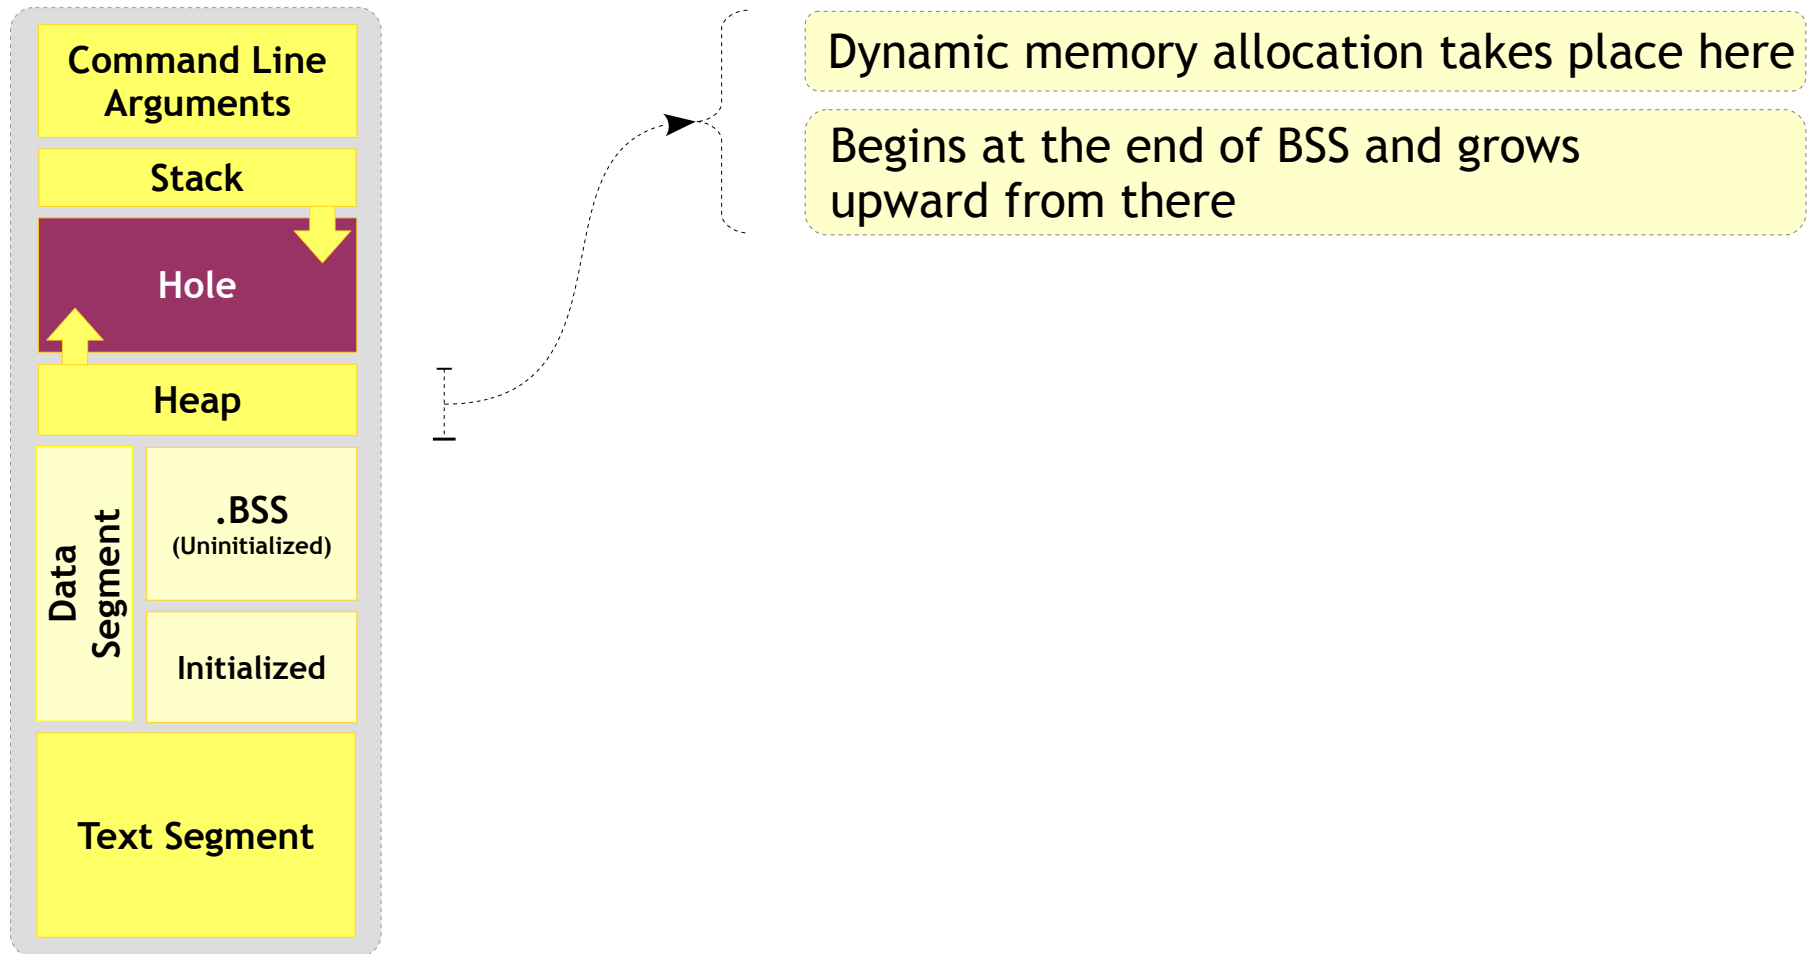 Command Line
Arguments
Stack
Hole
Heap
Data
Segment
.BSS
(Uninitialized)
Initialized
Text Segment
Dynamic memory allocation takes place here
Begins at the end of BSS and grows
upward from there